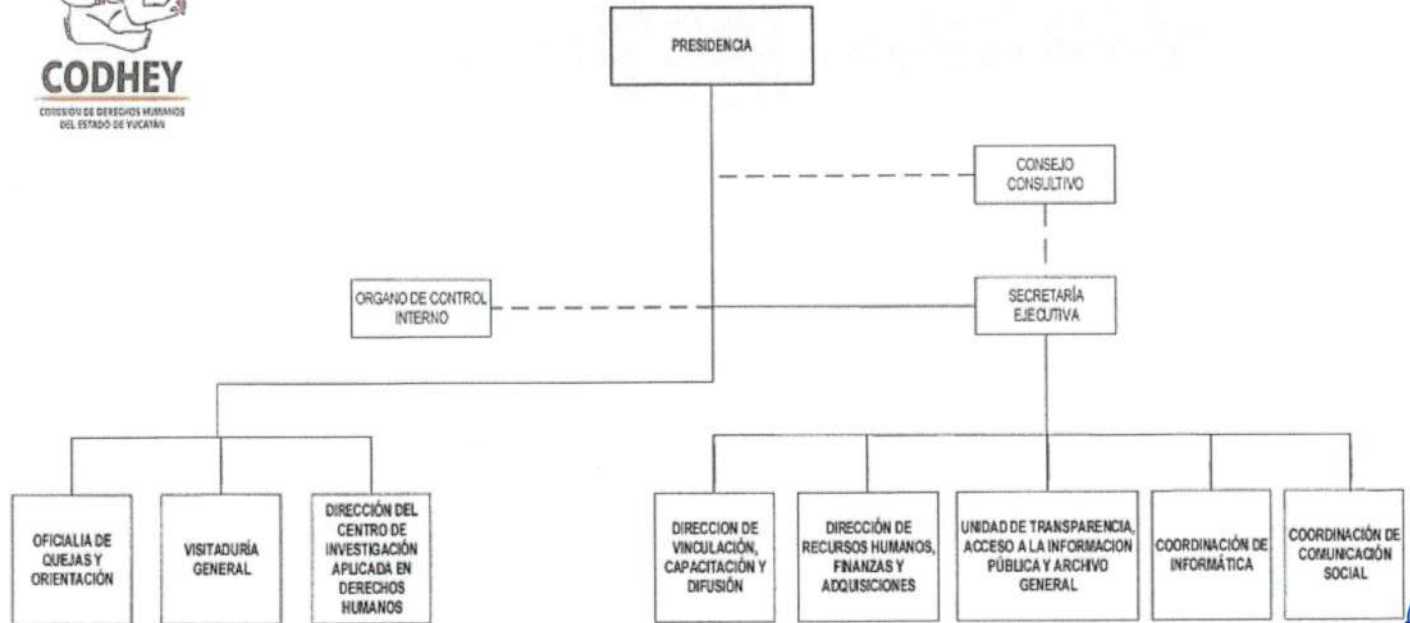 CODHEY
COMISIÓN DE DERECHOS HUMANOS
DEL ESTADO DE YUCATÁN
PRESIDENCIA
CONSEJO
CONSULTIVO
ORGANO DE CONTROL
INTERNO
SECRETARÍA
EJECUTIVA
OFICIALIA DE
QUEJAS Y
ORIENTACIÓN
VISITADURÍA
GENERAL
DIRECCIÓN DEL
CENTRO DE
INVESTIGACIÓN
APLICADA EN
DERECHOS
HUMANOS
DIRECCION DE
VINCULACIÓN,
CAPACITACIÓN Y
DIFUSIÓN
DIRECCIÓN DE
RECURSOS HUMANOS,
FINANZAS Y
ADQUISICIONES
UNIDAD DE TRANSPARENCIA,
ACCESO A LA INFORMACION
PÚBLICA Y ARCHIVO
GENERAL
COORDINACIÓN DE
INFORMÁTICA
COORDINACIÓN DE
COMUNICACIÓN
SOCIAL